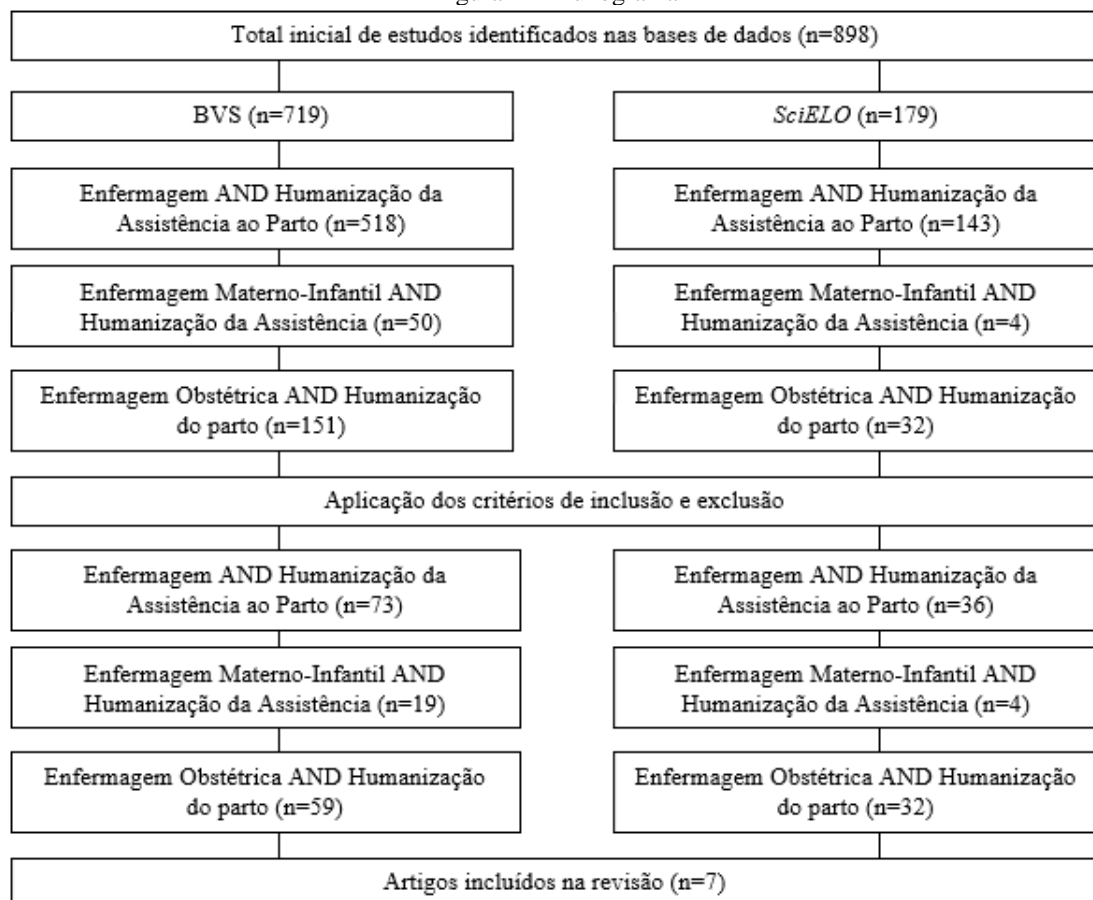 Total inicial de estudos identificados nas bases de dados (n=898)
BVS (n=719)
SciELO (n=179)
Enfermagem AND Humanização da
Assistência ao Parto (n=518)
Enfermagem AND Humanização da
Assistência ao Parto (n=143)
Enfermagem Materno-Infantil AND
Humanização da Assistência (n=50)
Enfermagem Materno-Infantil AND
Humanização da Assistência (n=4)
Enfermagem Obstétrica AND Humanização
do parto (n=151)
Enfermagem Obstétrica AND Humanização
do parto (n=32)
Aplicação dos critérios de inclusão e exclusão
Enfermagem AND Humanização da
Assistência ao Parto (n=73)
Enfermagem AND Humanização da
Assistência ao Parto (n=36)
Enfermagem Materno-Infantil AND
Humanização da Assistência (n=19)
Enfermagem Materno-Infantil AND
Humanização da Assistência (n=4)
Enfermagem Obstétrica AND Humanização
do parto (n=59)
Enfermagem Obstétrica AND Humanização
do parto (n=32)
Artigos incluídos na revisão (n=7)